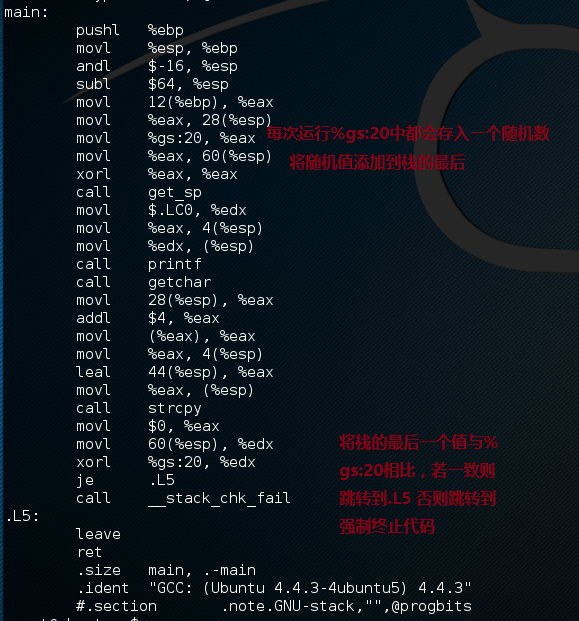 main:
pushl %ebp
movl %esp, %ebp
andl $-16, %esp
subl $64, %esp
movl 12(%ebp), %eax
movl %eax, 28(%esp)
movl %gs:20, %eax 每次运行%gs:20中都会存入一个随机数
movl %eax, 60(%esp) 将随机值添加到栈的最后
xorl %eax, %eax
call get_sp
movl $.LC0, %edx
movl %eax, 4(%esp)
movl %edx, (%esp)
call printf
call getchar
movl 28(%esp), %eax
addl $4, %eax
movl (%eax), %eax
movl %eax, 4(%esp)
leal 44(%esp), %eax
movl %eax, (%esp)
call strcpy
movl $0, %eax
movl 60(%esp), %edx 将栈的最后一个值与%
xorl %gs:20, %edx gs:20相比，若一致则
je .L5 跳转到.L5 否则跳转到
call __stack_chk_fail 强制终止代码
.L5:
leave
ret
.size main, .-main
.ident "GCC: (Ubuntu 4.4.3-4ubuntu5) 4.4.3"
#.section .note.GNU-stack,"",@progbits